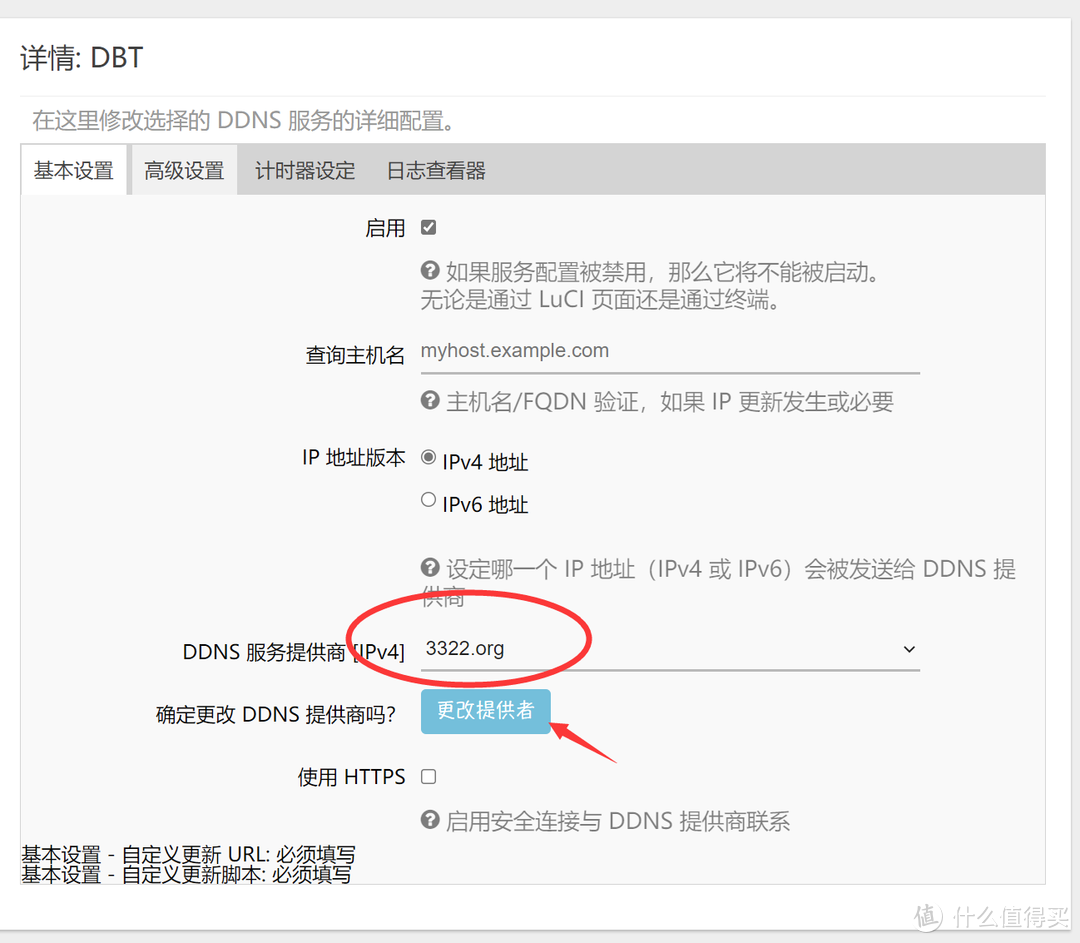 详情: DBT
在这里修改选择的 DDNS 服务的详细配置。
基本设置 高级设置 计时器设定 日志查看器
启用
如果服务配置被禁用，那么它将不能被启动。
无论是通过 LuCI 页面还是通过终端。
查询主机名 myhost.example.com
主机名/FQDN 验证，如果 IP 更新发生或必要
IP 地址版本 IPv4 地址
IPv6 地址
设定哪一个 IP 地址（IPv4 或 IPv6）会被发送给 DDNS 提
供商
DDNS 服务提供商 [IPv4] 3322.org
确定更改 DDNS 提供商吗？ 更改提供者
使用 HTTPS
启用安全连接与 DDNS 提供商联系
基本设置 - 自定义更新 URL: 必须填写
基本设置 - 自定义更新脚本: 必须填写
值 什么值得买